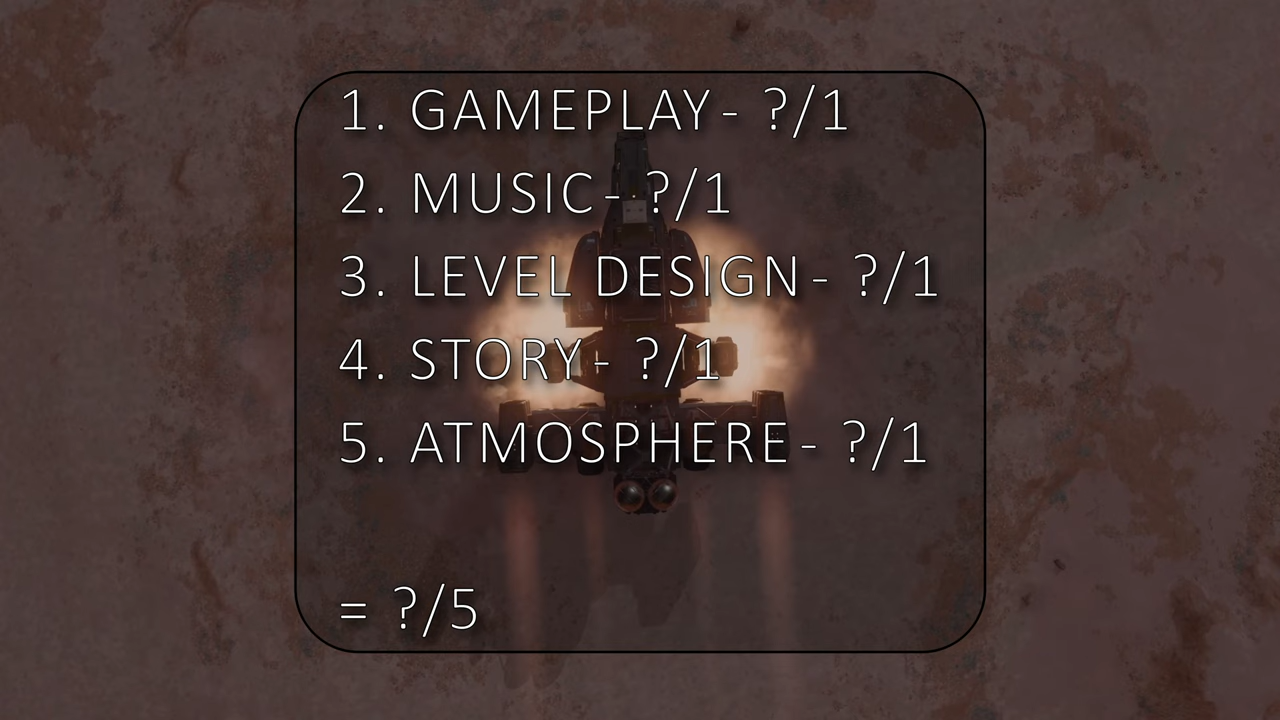 1. GAMEPLAY - ?/1
2. MUSIC - ?/1
3. LEVEL DESIGN - ?/1
4. STORY - ?/1
5. ATMOSPHERE - ?/1
= ?/5